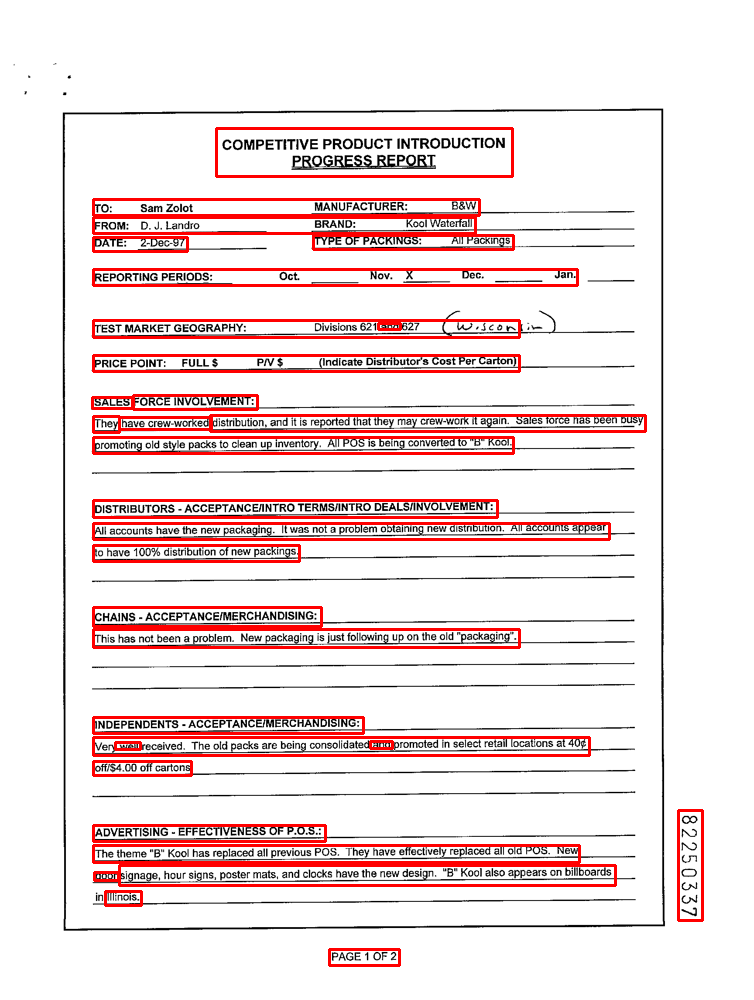 COMPETITIVE PRODUCT INTRODUCTION
PROGRESS REPORT
TO: Sam Zolot MANUFACTURER: B&W
FROM: D. J. Landro BRAND: Kool Waterfall
DATE: 2-Dec-97 TYPE OF PACKINGS: All Packings
REPORTING PERIODS: Oct. Nov. X Dec. Jan.
TEST MARKET GEOGRAPHY: Divisions 621 and 627 (Wisconsin)
PRICE POINT: FULL $ P/V $ (Indicate Distributor's Cost Per Carton)
SALES FORCE INVOLVEMENT:
They have crew-worked distribution, and it is reported that they may crew-work it again. Sales force has been busy
promoting old style packs to clean up inventory. All POS is being converted to "B" Kool.
DISTRIBUTORS - ACCEPTANCE/INTRO TERMS/INTRO DEALS/INVOLVEMENT:
All accounts have the new packaging. It was not a problem obtaining new distribution. All accounts appear
to have 100% distribution of new packings.
CHAINS - ACCEPTANCE/MERCHANDISING:
This has not been a problem. New packaging is just following up on the old "packaging".
INDEPENDENTS - ACCEPTANCE/MERCHANDISING:
Very well received. The old packs are being consolidated and promoted in select retail locations at 40¢
off/$4.00 off cartons
ADVERTISING - EFFECTIVENESS OF P.O.S.:
The theme "B" Kool has replaced all previous POS. They have effectively replaced all old POS. New
door signage, hour signs, poster mats, and clocks have the new design. "B" Kool also appears on billboards
in Illinois.
82250337
PAGE 1 OF 2